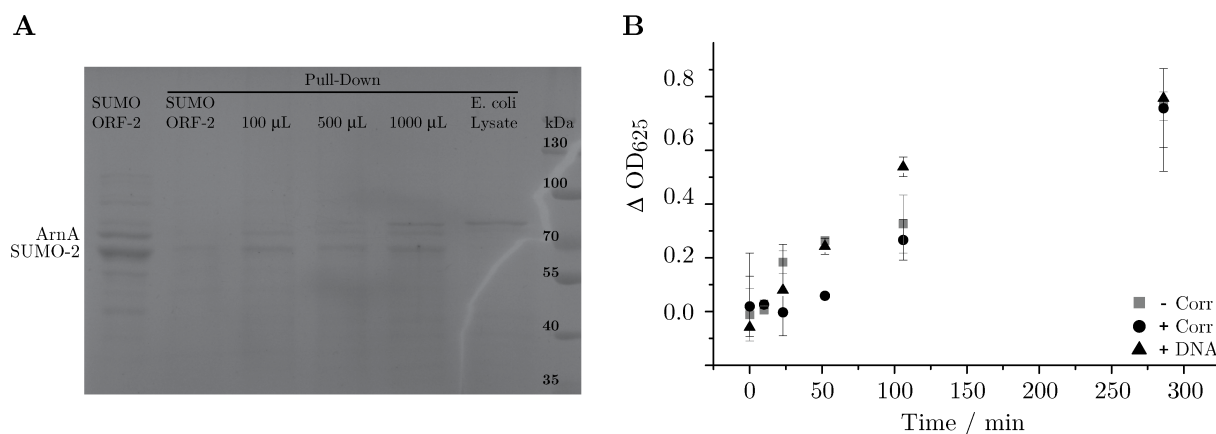 A
Pull-Down
SUMO SUMO E. coli
ORF-2 ORF-2 100 µL 500 µL 1000 µL Lysate kDa
130
100
ArnA
70
SUMO-2
55
40
35
B
0.8
0.6
0.4
0.2
0.0
Δ OD625
- Corr
+ Corr
+ DNA
0 50 100 150 200 250 300
Time / min